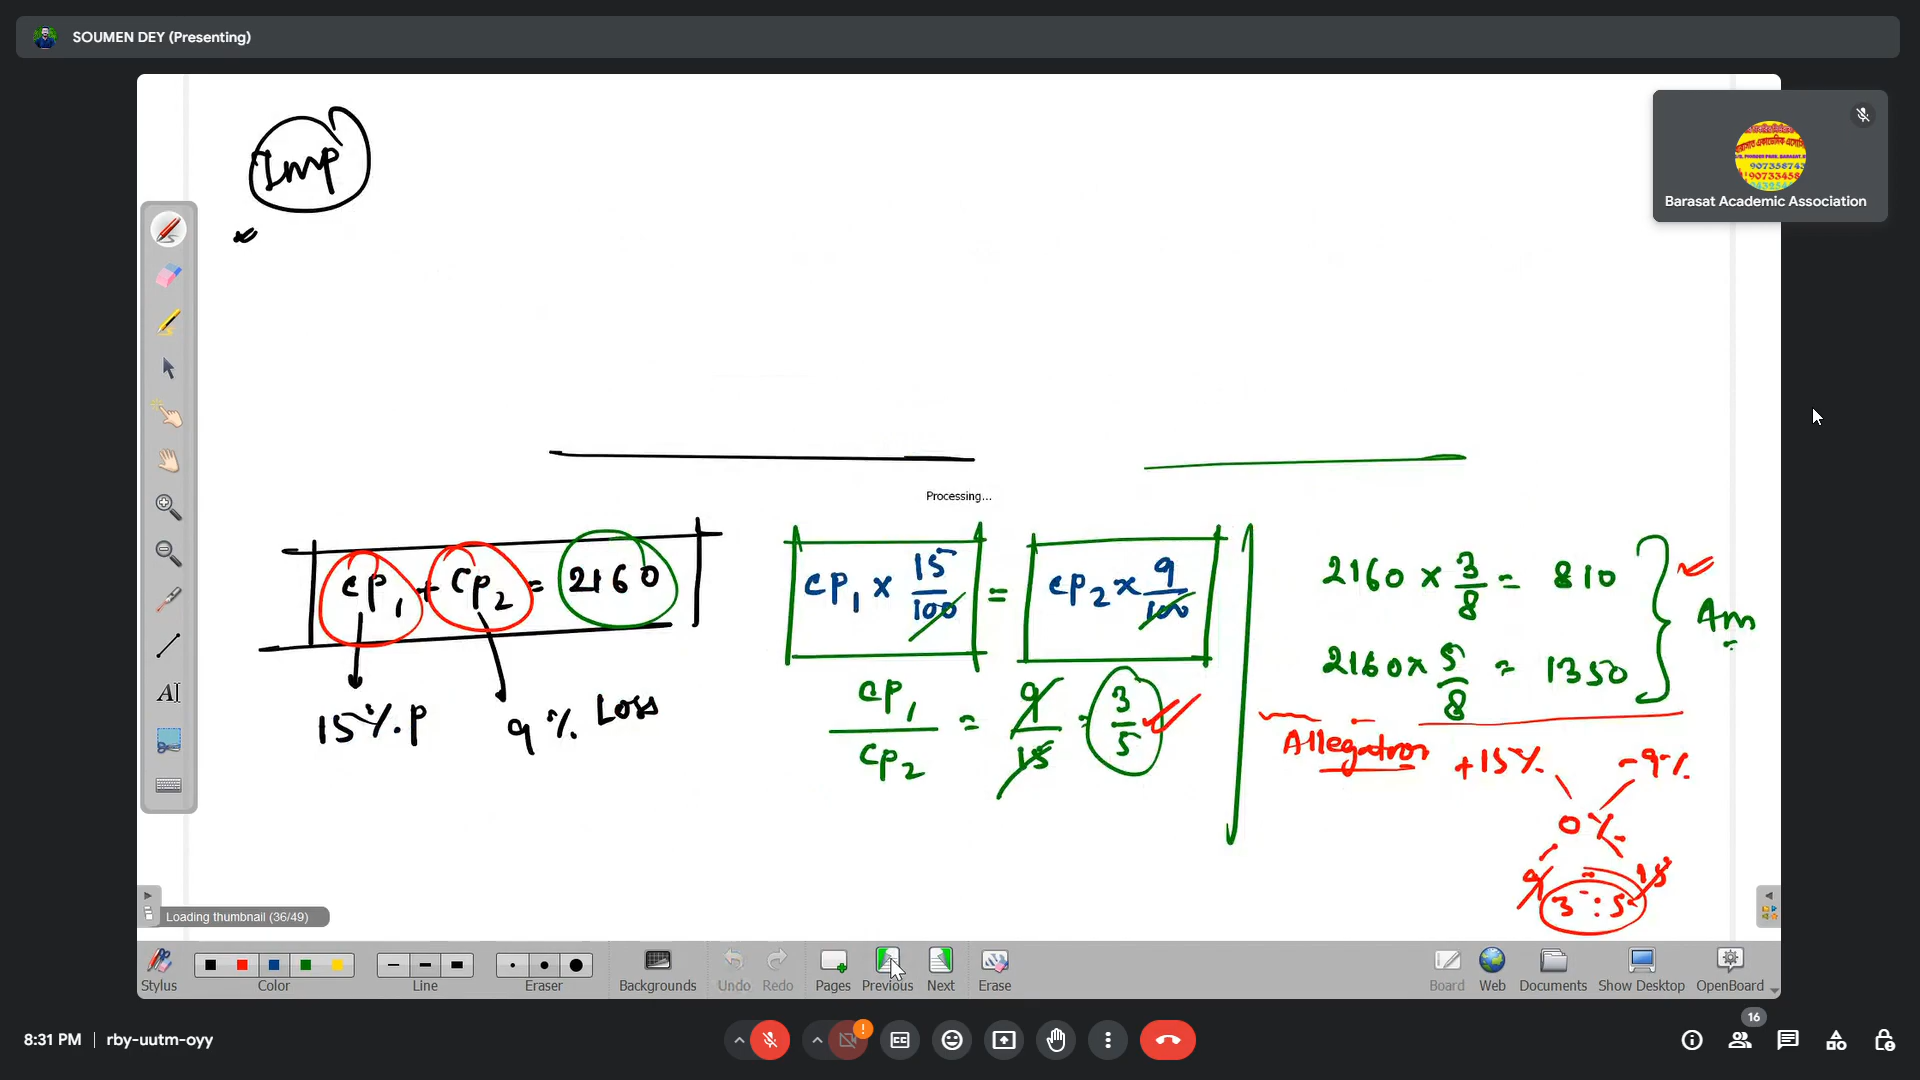 SOUMEN DEY (Presenting)
Imp
9073358743
Barasat Academic Association
Processing...
CP₁ + CP₂ = 2160
15%.P
9% Loss
CP₁ × 15/100 = CP₂ × 9/100
CP₁/CP₂ = 9/15 = 3/5
2160 × 3/8 = 810
2160 × 5/8 = 1350
Ans
Allegation
+15% -9%
0%
9 15
3 : 5
Loading thumbnail (36/49)
Stylus
Color
Line
Eraser
Backgrounds
Undo
Redo
Pages
Previous
Next
Erase
Board
Web
Documents
Show Desktop
OpenBoard
8:31 PM | rby-uutm-oyy
16